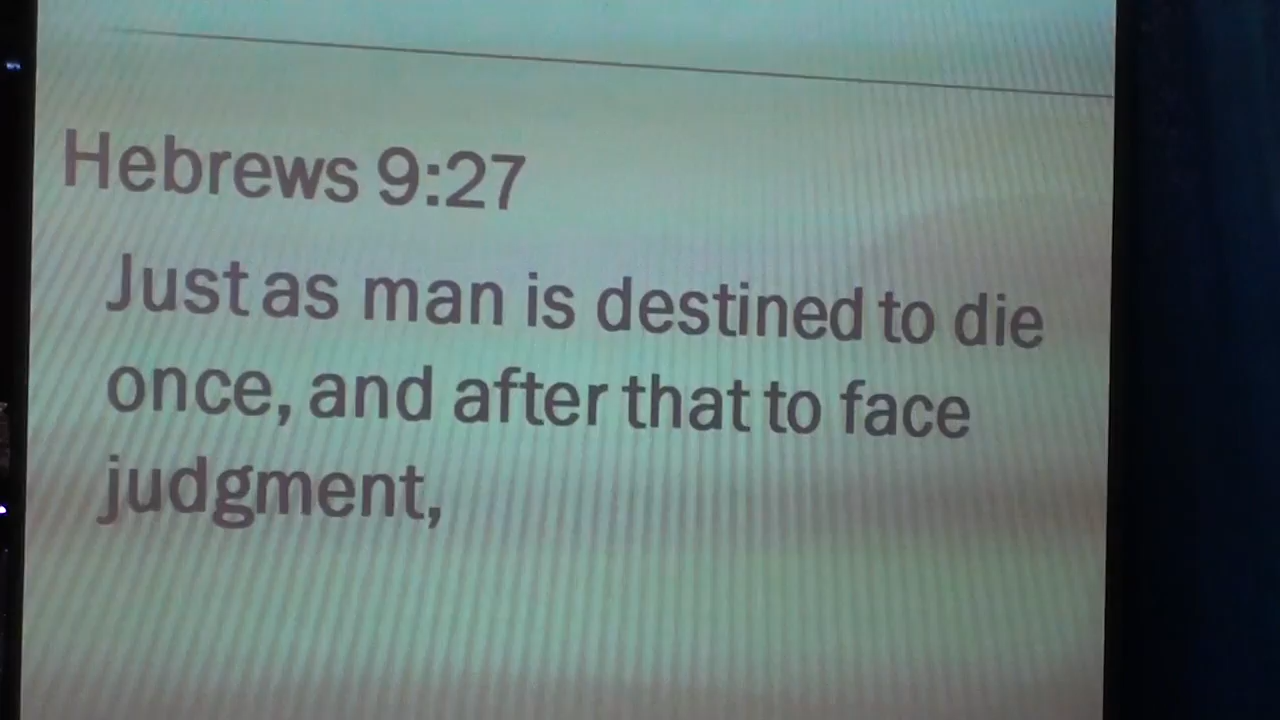 Hebrews 9:27
Just as man is destined to die
once, and after that to face
judgment,